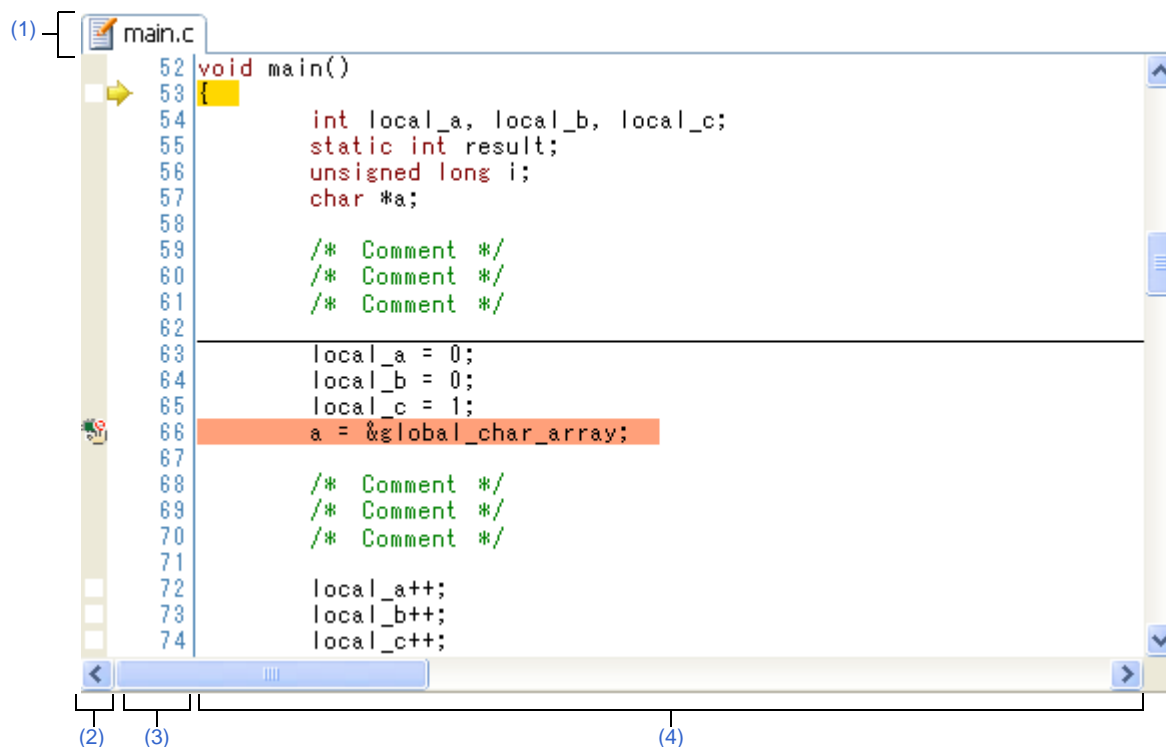 (1)
main.c
52 void main()
53 {
54 int local_a, local_b, local_c;
55 static int result;
56 unsigned long i;
57 char *a;
58
59 /* Comment */
60 /* Comment */
61 /* Comment */
62
63 local_a = 0;
64 local_b = 0;
65 local_c = 1;
66 a = &global_char_array;
67
68 /* Comment */
69 /* Comment */
70 /* Comment */
71
72 local_a++;
73 local_b++;
74 local_c++;
(2) (3) (4)